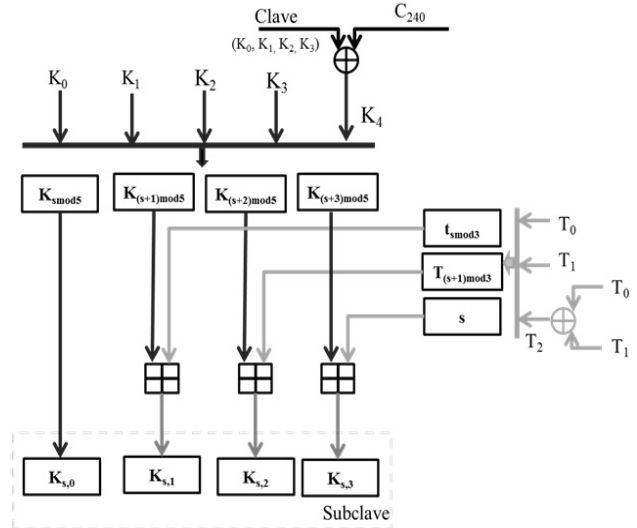 Clave
C240
(K0, K1, K2, K3)
K0
K1
K2
K3
K4
Ksmod5
K(s+1)mod5
K(s+2)mod5
K(s+3)mod5
tsmod3
T(s+1)mod3
s
T0
T1
T0
T2
T1
Ks,0
Ks,1
Ks,2
Ks,3
Subclave